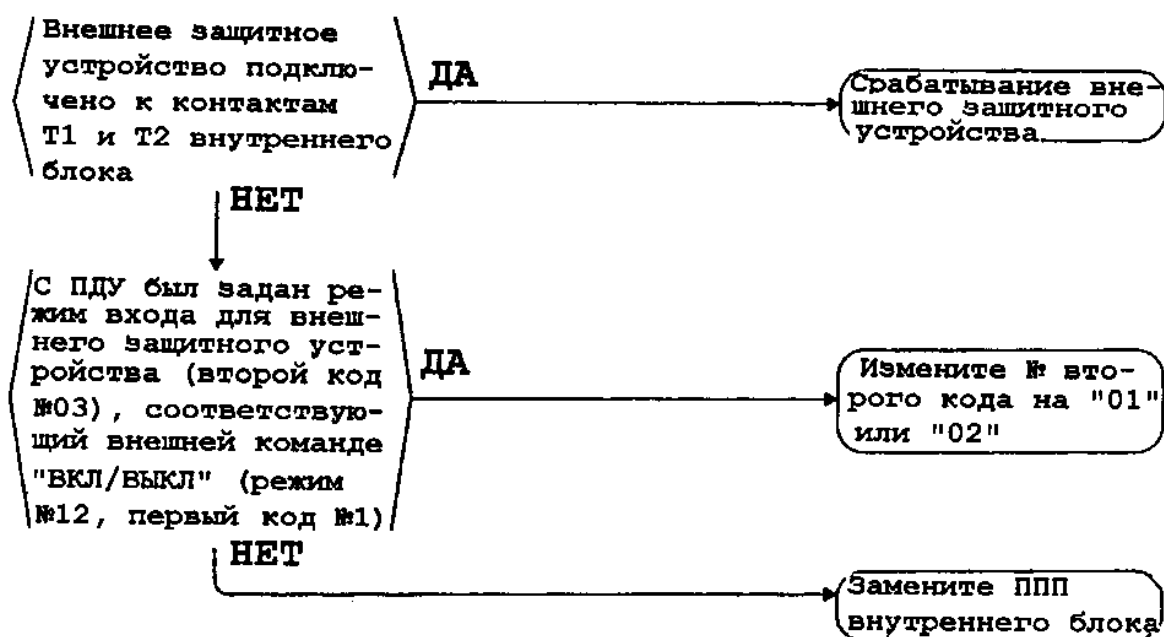 Внешнее защитное
устройство подклю-
чено к контактам
Т1 и Т2 внутреннего
блока
ДА
Срабатывание вне-
шнего защитного
устройства
НЕТ
С ПДУ был задан ре-
жим входа для внеш-
него защитного уст-
ройства (второй код
№03), соответствую-
щий внешней команде
"ВКЛ/ВЫКЛ" (режим
№12, первый код №1)
ДА
Измените № вто-
рого кода на "01"
или "02"
НЕТ
Замените ППП
внутреннего блока